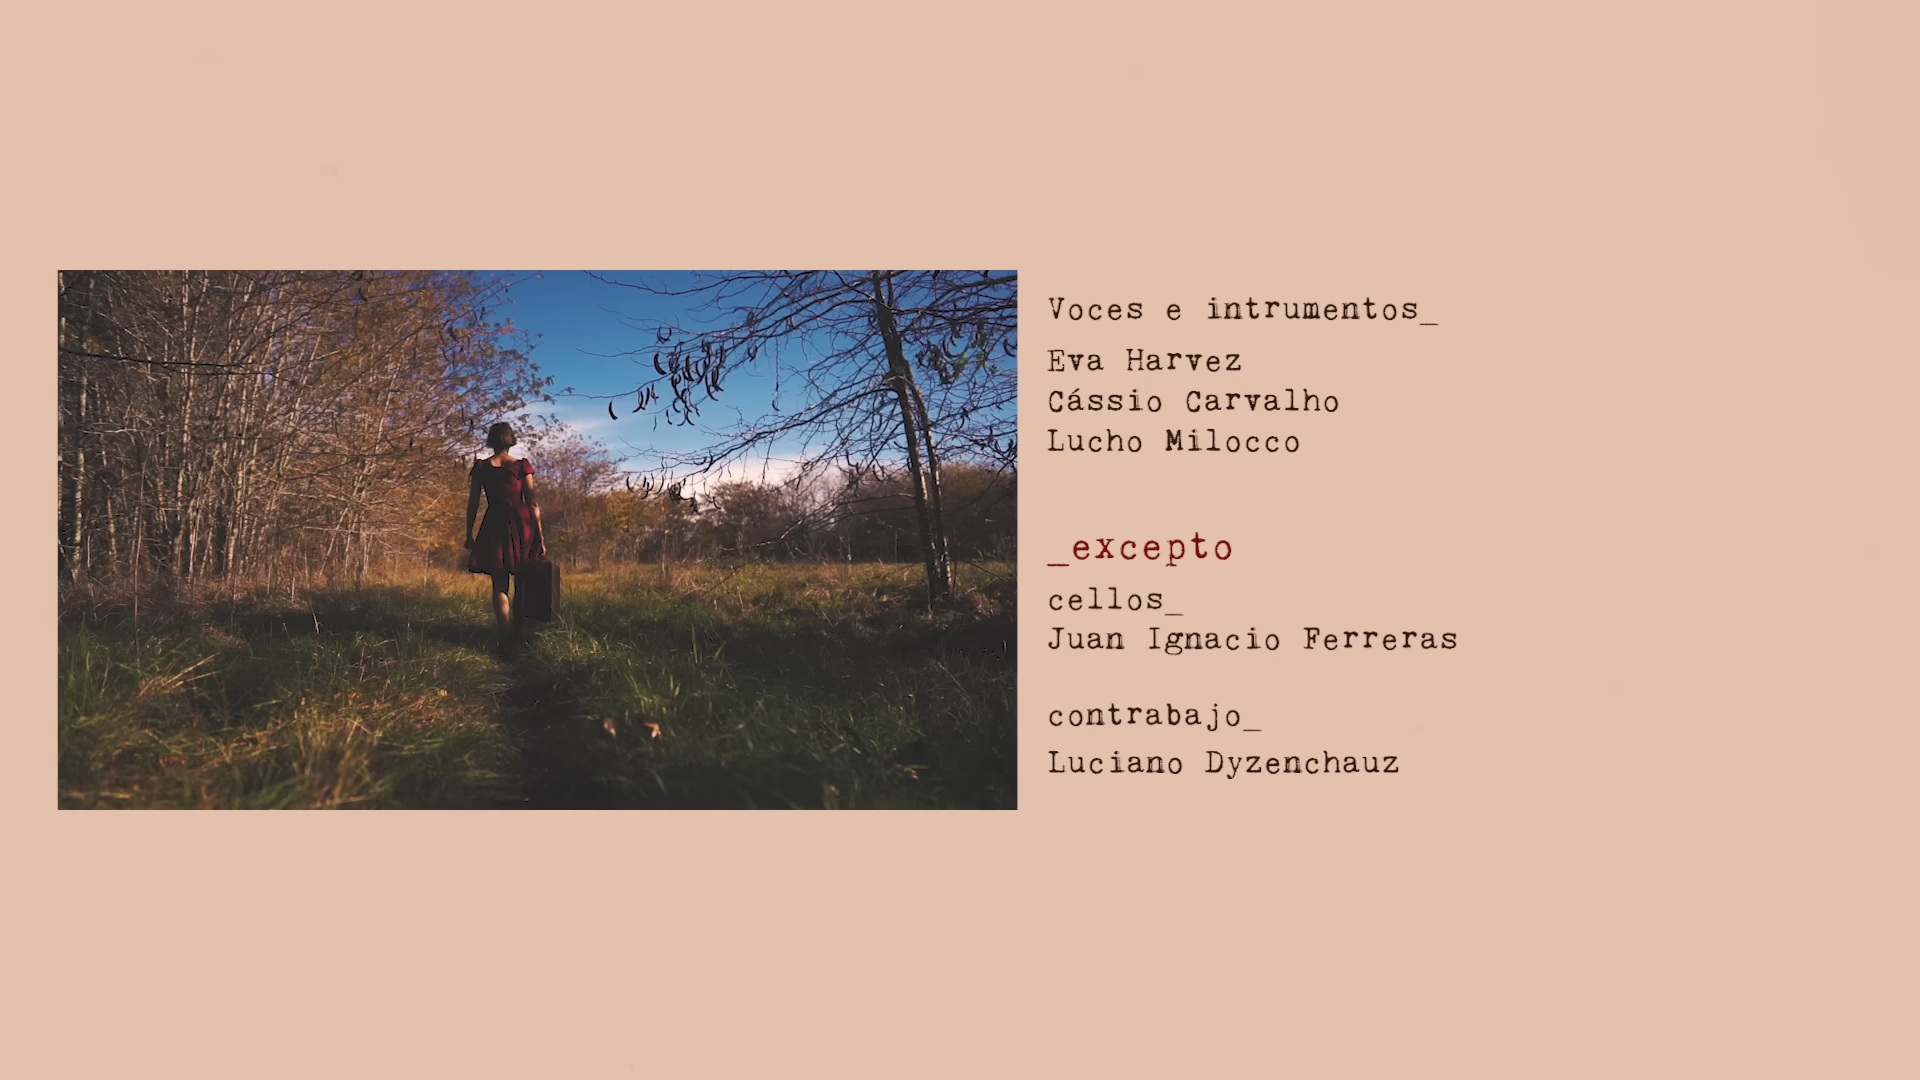 Voces e intrumentos_
Eva Harvez
Cássio Carvalho
Lucho Milocco
_excepto
cellos_
Juan Ignacio Ferreras
contrabajo_
Luciano Dyzenchauz